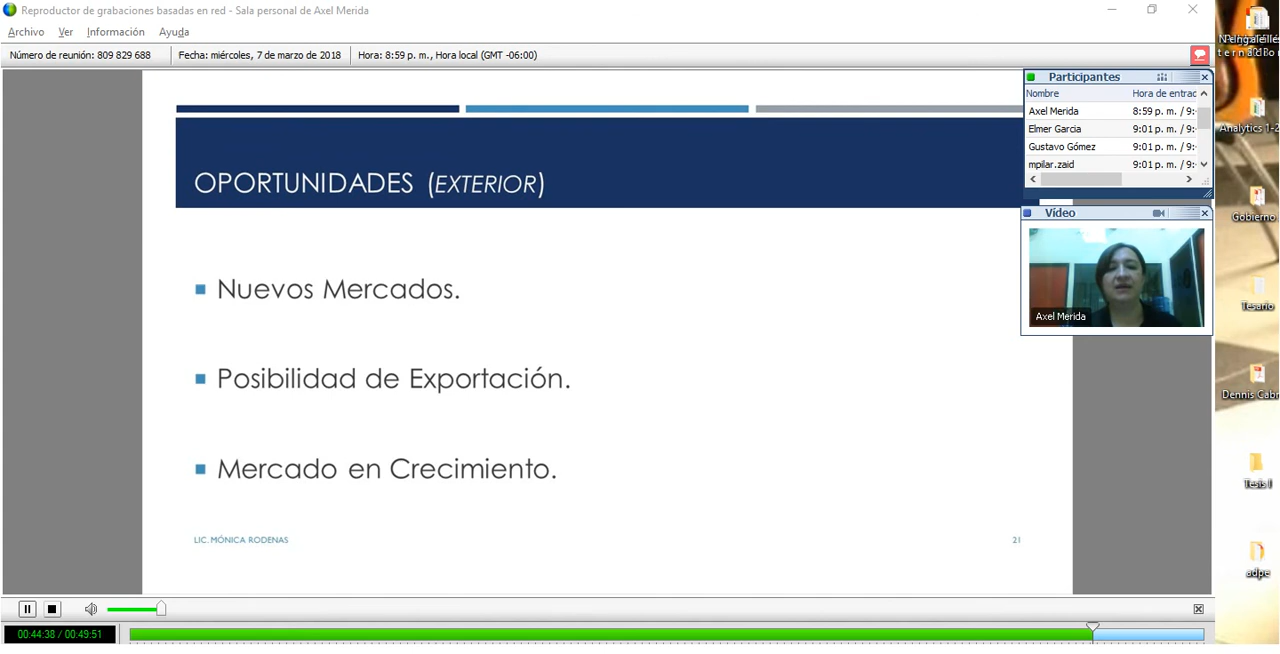 Reproductor de grabaciones basadas en red - Sala personal de Axel Merida
Archivo Ver Información Ayuda
Número de reunión: 809 829 688 Fecha: miércoles, 7 de marzo de 2018 Hora: 8:59 p. m., Hora local (GMT -06:00)
OPORTUNIDADES (EXTERIOR)
Nuevos Mercados.
Posibilidad de Exportación.
Mercado en Crecimiento.
LIC. MÓNICA RODENAS 21
Participantes
Nombre Hora de entrac
Axel Merida 8:59 p. m. / 9:
Elmer Garcia 9:01 p. m. / 9:
Gustavo Gómez 9:01 p. m. / 9:
mpilar.zaid 9:01 p. m. / 9:
Vídeo
Axel Merida
00:44:38 / 00:49:51
Analytics 1-2
Gobierno
Tesario
Dennis Cabr
Tesis I
adpe